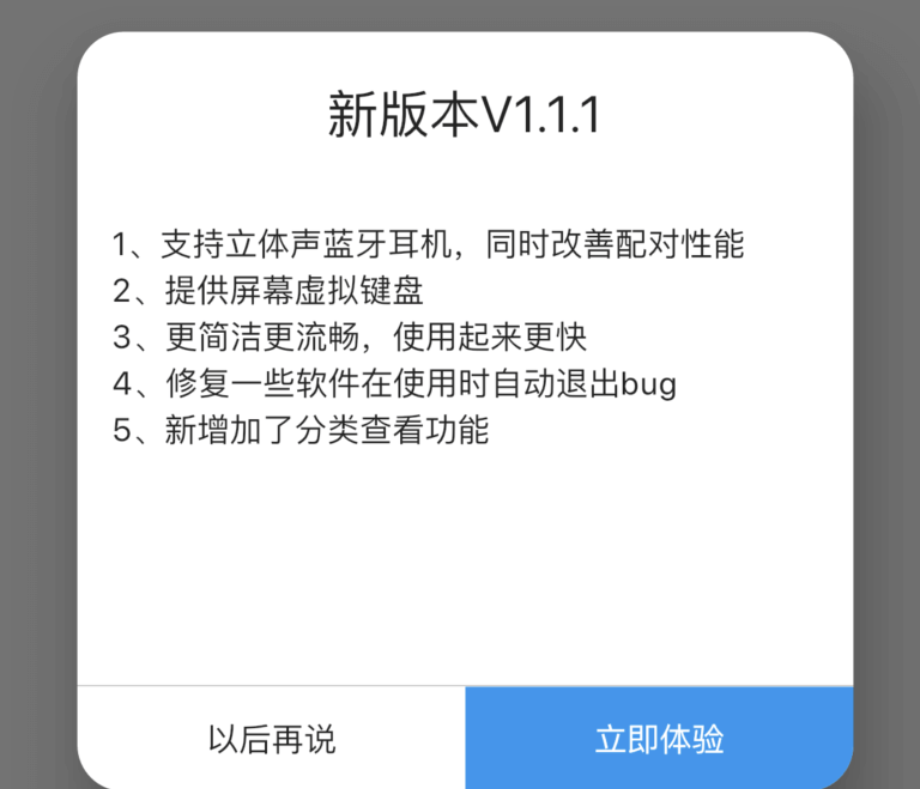 新版本V1.1.1
1、支持立体声蓝牙耳机，同时改善配对性能
2、提供屏幕虚拟键盘
3、更简洁更流畅，使用起来更快
4、修复一些软件在使用时自动退出bug
5、新增加了分类查看功能
以后再说
立即体验